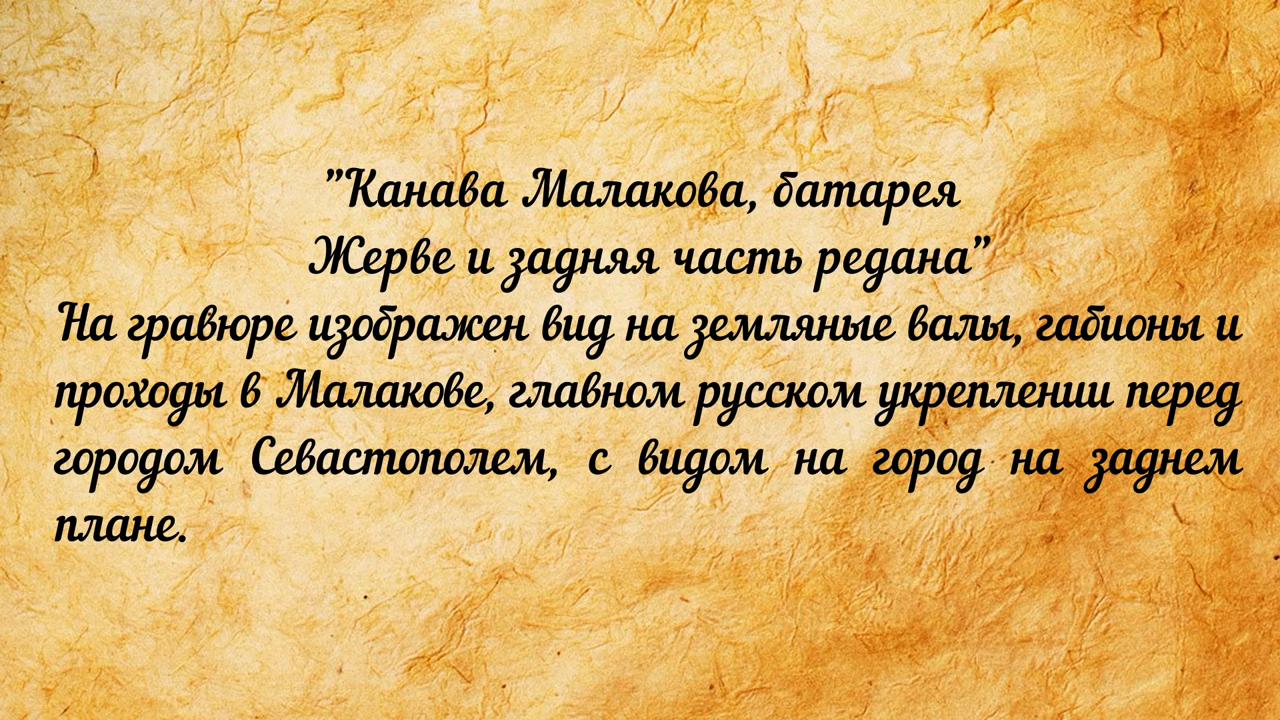 "Канава Малакова, батарея
Жерве и задняя часть редана"
На гравюре изображен вид на земляные валы, габионы и
проходы в Малакове, главном русском укреплении перед
городом Севастополем, с видом на город на заднем
плане.